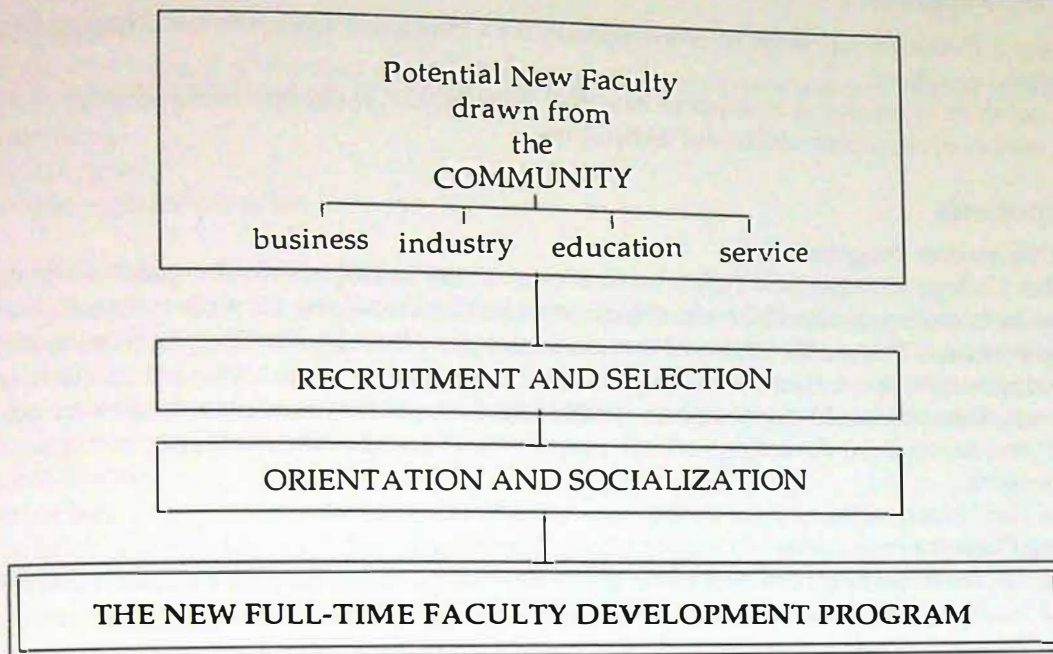 Potential New Faculty
drawn from
the
COMMUNITY
business industry education service
RECRUITMENT AND SELECTION
ORIENTATION AND SOCIALIZATION
THE NEW FULL-TIME FACULTY DEVELOPMENT PROGRAM